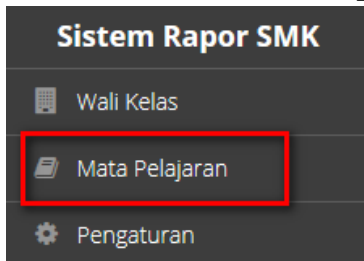 Sistem Rapor SMK
Wali Kelas
Mata Pelajaran
Pengaturan